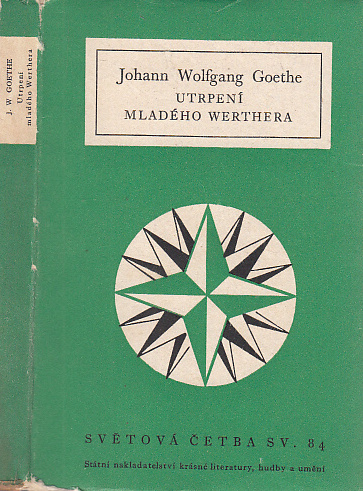 J. W. GOETHE
Utrpení
mladého Werthera
Johann Wolfgang Goethe
UTRPENÍ
MLADÉHO WERTHERA
SVĚTOVÁ ČETBA SV. 84
Státní nakladatelství krásné literatury, hudby a umění